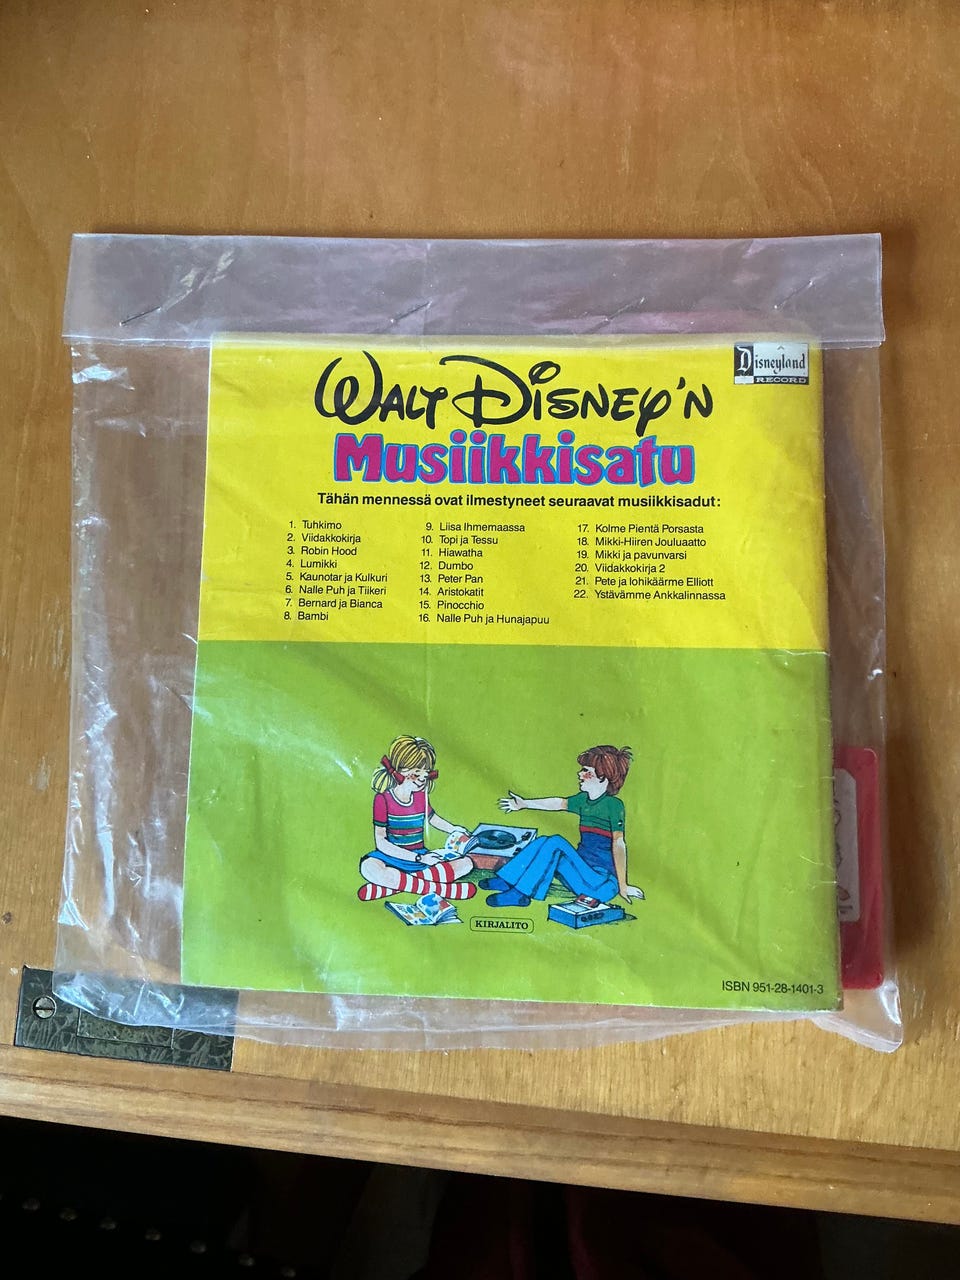 Disneyland
RECORD
WALT DISNEY'N
Musiikkisatu
Tähän mennessä ovat ilmestyneet seuraavat musiikkisadut:
1. Tuhkimo
2. Viidakkokirja
3. Robin Hood
4. Lumikki
5. Kaunotar ja Kulkuri
6. Nalle Puh ja Tiikeri
7. Bernard ja Bianca
8. Bambi
9. Liisa Ihmemaassa
10. Topi ja Tessu
11. Hiawatha
12. Dumbo
13. Peter Pan
14. Aristokatit
15. Pinocchio
16. Nalle Puh ja Hunajapuu
17. Kolme Pientä Porsasta
18. Mikki-Hiiren Jouluaatto
19. Mikki ja pavunvarsi
20. Viidakkokirja 2
21. Pete ja lohikäärme Elliott
22. Ystävämme Ankkalinnassa
KIRJALITO
ISBN 951-28-1401-3